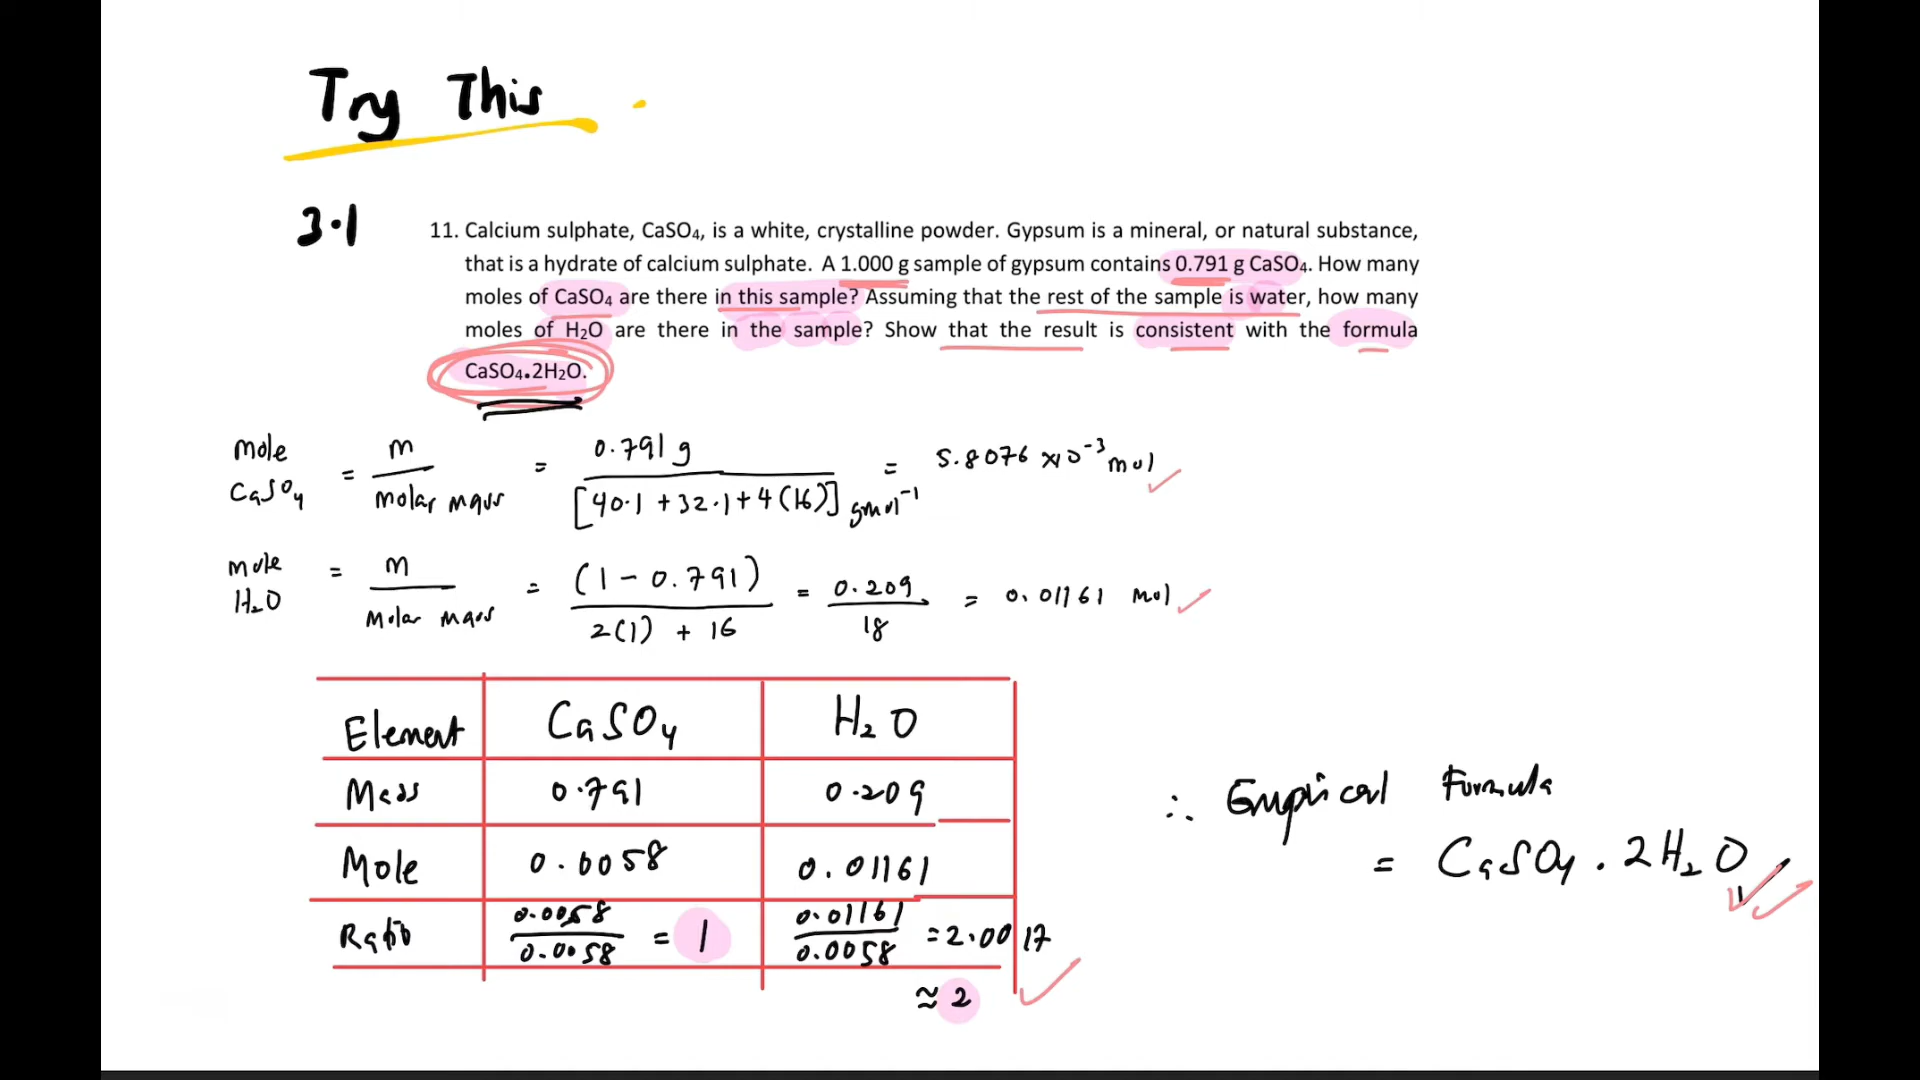 Try This
3.1
11. Calcium sulphate, CaSO₄, is a white, crystalline powder. Gypsum is a mineral, or natural substance,
that is a hydrate of calcium sulphate. A 1.000 g sample of gypsum contains 0.791 g CaSO₄. How many
moles of CaSO₄ are there in this sample? Assuming that the rest of the sample is water, how many
moles of H₂O are there in the sample? Show that the result is consistent with the formula
CaSO₄.2H₂O.
mole CaSO₄ = m / molar mass = 0.791 g / [40.1 + 32.1 + 4(16)] gmol⁻¹ = 5.8076 x10⁻³ mol
mole H₂O = m / Molar mass = (1 - 0.791) / 2(1) + 16 = 0.209 / 18 = 0.01161 mol
Element CaSO₄ H₂O
Mass 0.791 0.209
Mole 0.0058 0.01161
Ratio 0.0058 / 0.0058 = 1 0.01161 / 0.0058 = 2.0017
≈ 2
∴ Empirical Formula
= CaSO₄ . 2H₂O